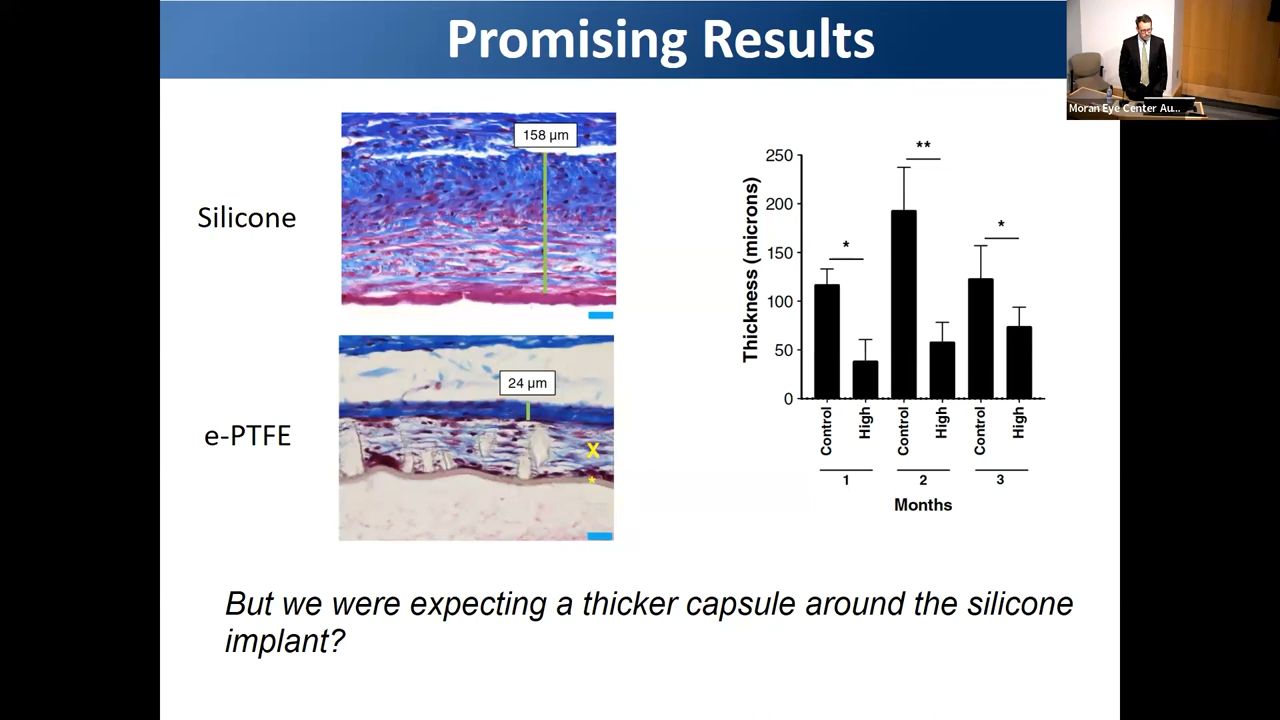 Promising Results
Moran Eye Center Au...
Silicone
158 µm
e-PTFE
24 µm
X
*
Thickness (microns)
250
200
150
100
50
0
*
**
*
Control
High
Control
High
Control
High
1
2
3
Months
But we were expecting a thicker capsule around the silicone
implant?